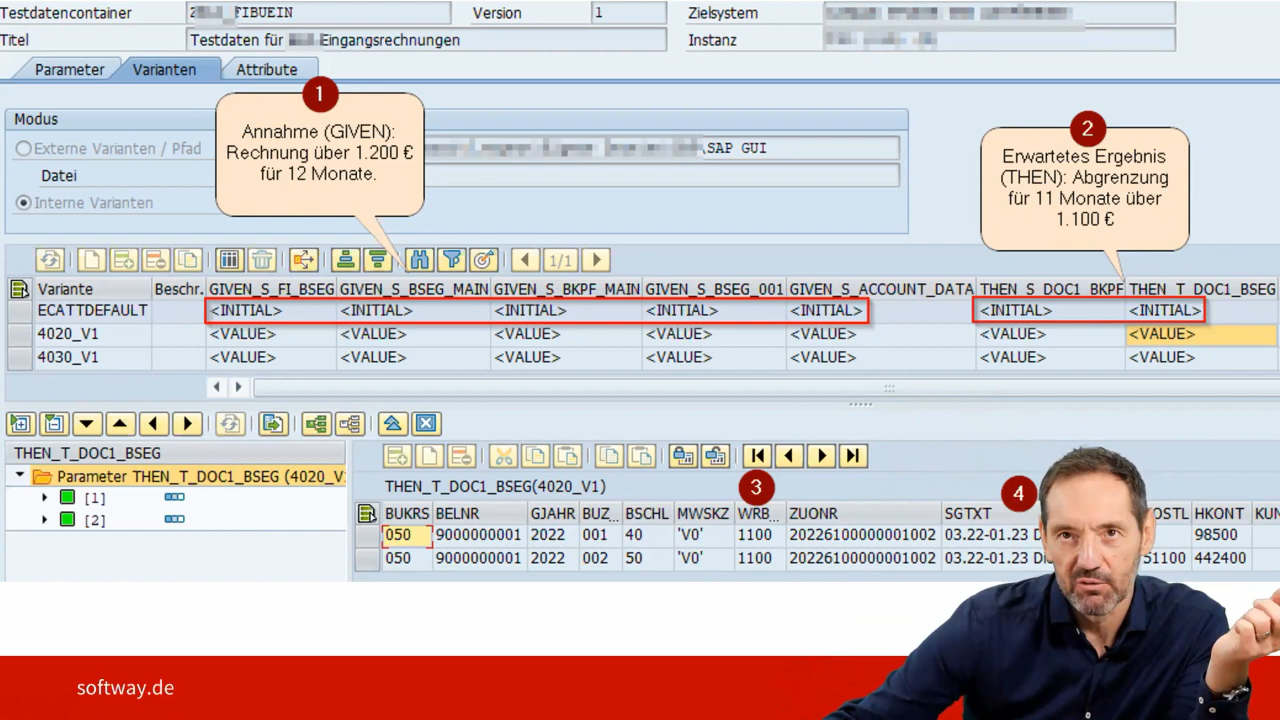 Testdatencontainer FIBUEIN Version 1 Zielsystem
Titel Testdaten für Eingangsrechnungen Instanz
Parameter Varianten Attribute
1
Annahme (GIVEN):
Rechnung über 1.200 €
für 12 Monate.
2
Erwartetes Ergebnis
(THEN): Abgrenzung
für 11 Monate über
1.100 €
Modus
Externe Varianten / Pfad \SAP GUI
Datei
Interne Varianten
1/1
Variante Beschr. GIVEN_S_FI_BSEG GIVEN_S_BSEG_MAIN GIVEN_S_BKPF_MAIN GIVEN_S_BSEG_001 GIVEN_S_ACCOUNT_DATA THEN_S_DOC1_BKPF THEN_T_DOC1_BSEG
ECATTDEFAULT <INITIAL> <INITIAL> <INITIAL> <INITIAL> <INITIAL> <INITIAL> <INITIAL>
4020_V1 <VALUE> <VALUE> <VALUE> <VALUE> <VALUE> <VALUE> <VALUE>
4030_V1 <VALUE> <VALUE> <VALUE> <VALUE> <VALUE> <VALUE> <VALUE>
THEN_T_DOC1_BSEG
Parameter THEN_T_DOC1_BSEG (4020_V1
[1]
[2]
THEN_T_DOC1_BSEG(4020_V1)
3
4
BUKRS BELNR GJAHR BUZ... BSCHL MWSKZ WRB... ZUONR SGTXT OSTL HKONT KUN
050 9000000001 2022 001 40 'V0' 1100 20226100000001002 03.22-01.23 98500
050 9000000001 2022 002 50 'V0' 1100 20226100000001002 03.22-01.23 51100 442400
softway.de